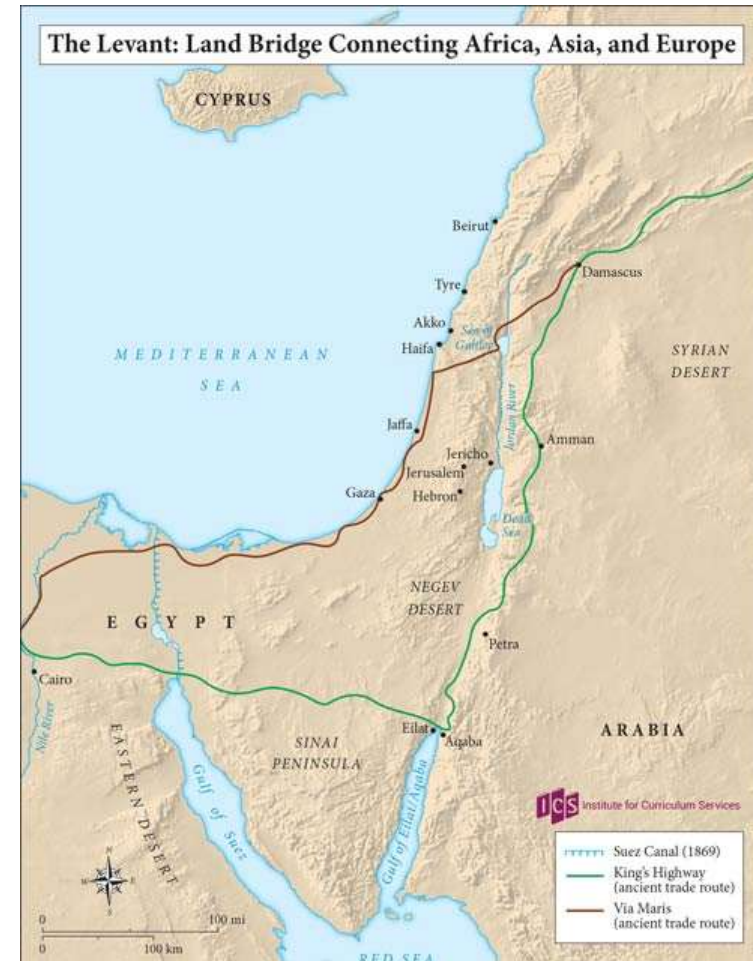 The Levant: Land Bridge Connecting Africa, Asia, and Europe
CYPRUS
Beirut
Damascus
Tyre
Akko
Sea of
Galilee
Haifa
MEDITERRANEAN
SEA
SYRIAN
DESERT
Jordan River
Jaffa
Amman
Jericho
Jerusalem
Gaza
Hebron
Dead
Sea
NEGEV
DESERT
EGYPT
Petra
Cairo
Nile River
EASTERN DESERT
Gulf of Suez
SINAI
PENINSULA
Eilat
Aqaba
Gulf of Eilat/Aqaba
ARABIA
ICS Institute for Curriculum Services
Suez Canal (1869)
King's Highway
(ancient trade route)
Via Maris
(ancient trade route)
N
W
E
S
0
100 mi
0
100 km
RED SEA